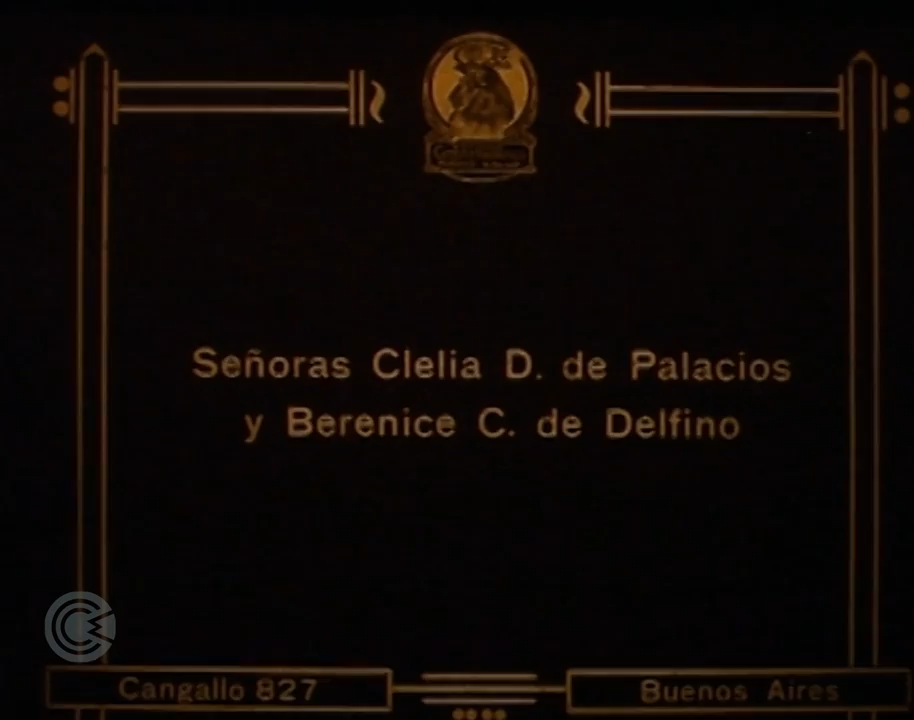 Señoras Clelia D. de Palacios
y Berenice C. de Delfino
Cangallo 827
Buenos Aires